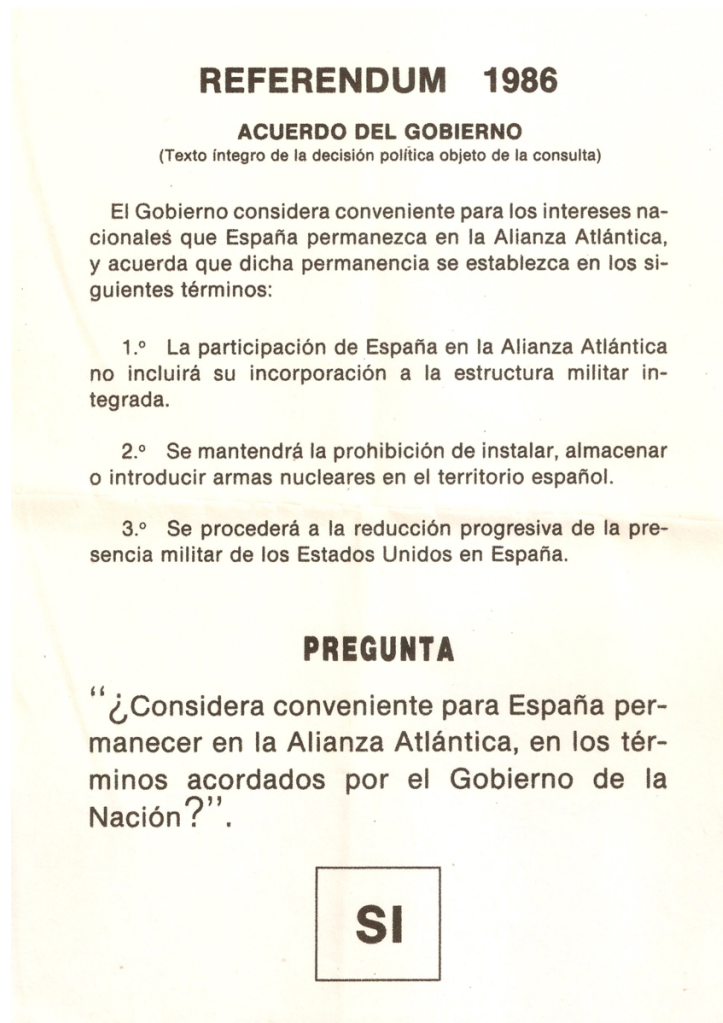 REFERENDUM 1986
ACUERDO DEL GOBIERNO
(Texto íntegro de la decisión política objeto de la consulta)
El Gobierno considera conveniente para los intereses na-
cionales que España permanezca en la Alianza Atlántica,
y acuerda que dicha permanencia se establezca en los si-
guientes términos:
1.º La participación de España en la Alianza Atlántica
no incluirá su incorporación a la estructura militar in-
tegrada.
2.º Se mantendrá la prohibición de instalar, almacenar
o introducir armas nucleares en el territorio español.
3.º Se procederá a la reducción progresiva de la pre-
sencia militar de los Estados Unidos en España.
PREGUNTA
“¿Considera conveniente para España per-
manecer en la Alianza Atlántica, en los tér-
minos acordados por el Gobierno de la
Nación?”.
SI